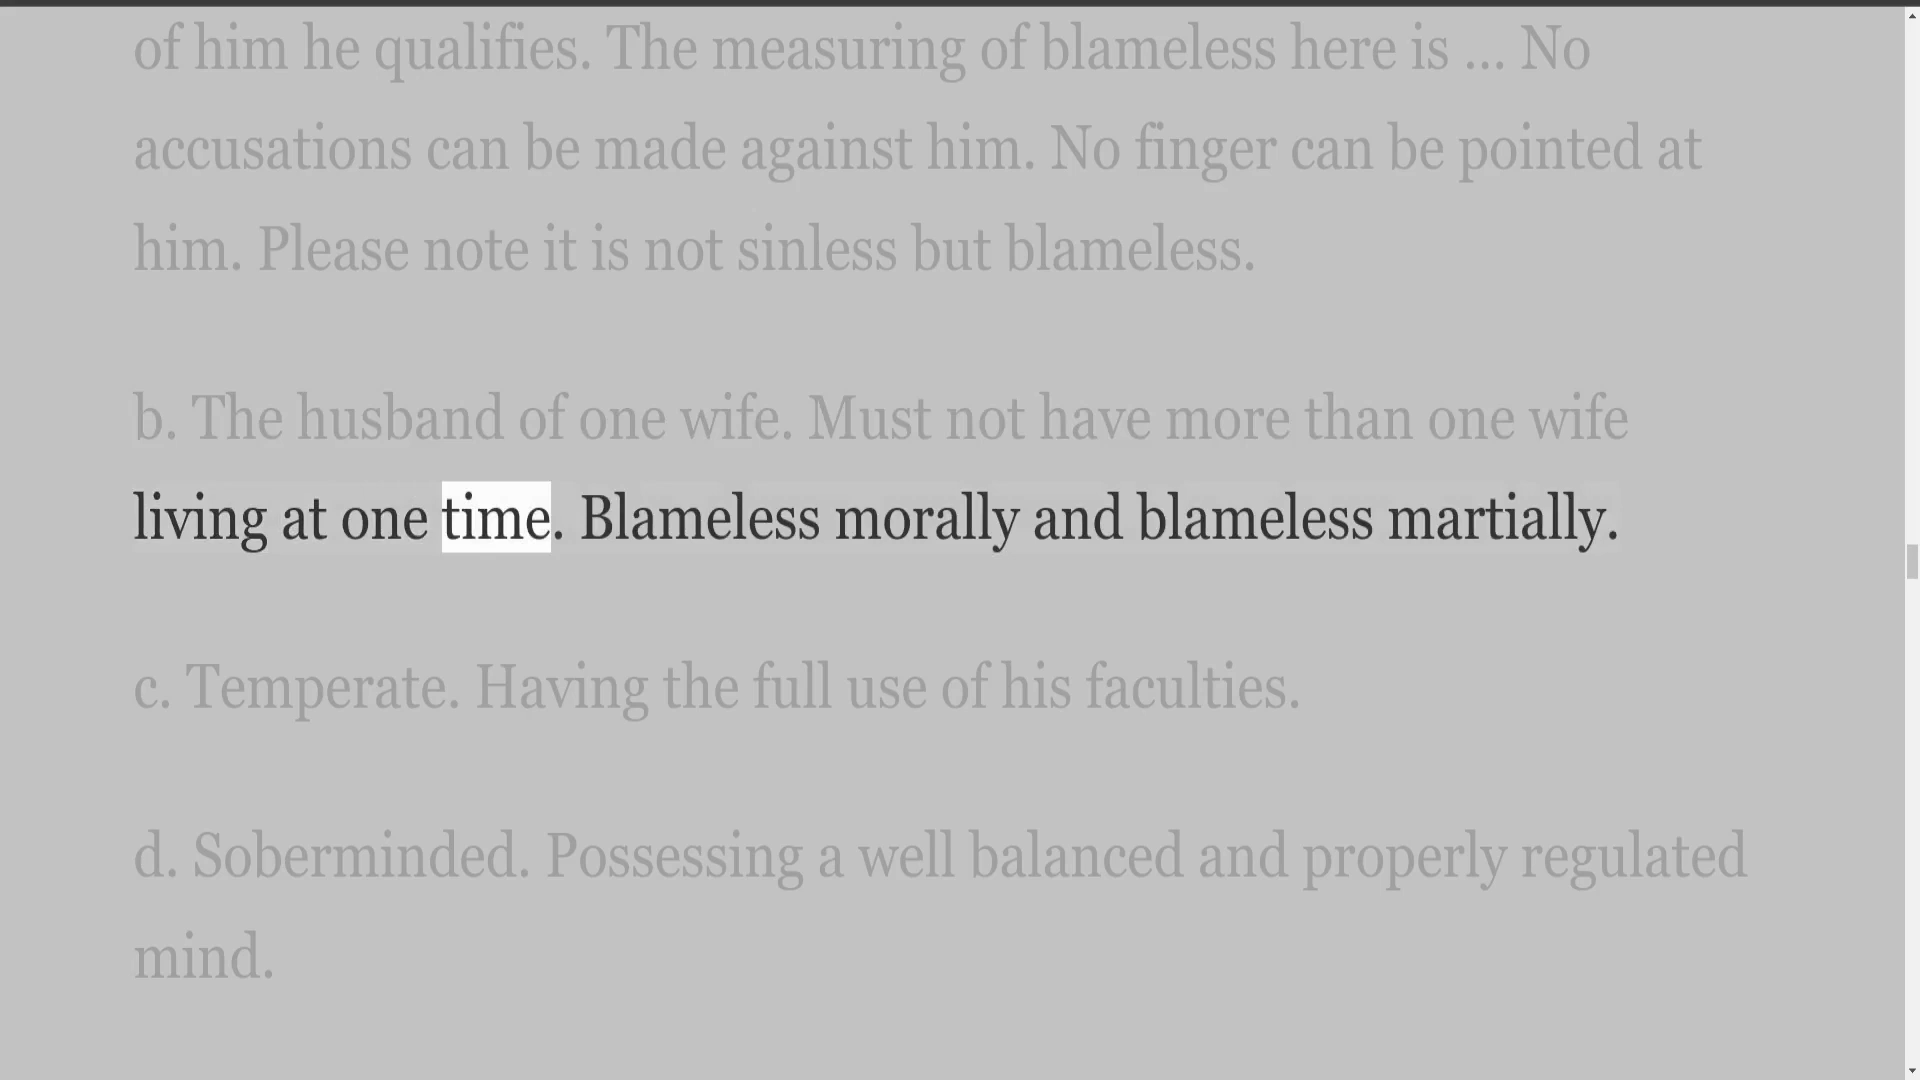 of him he qualifies. The measuring of blameless here is ... No
accusations can be made against him. No finger can be pointed at
him. Please note it is not sinless but blameless.
b. The husband of one wife. Must not have more than one wife
living at one time. Blameless morally and blameless martially.
c. Temperate. Having the full use of his faculties.
d. Soberminded. Possessing a well balanced and properly regulated
mind.